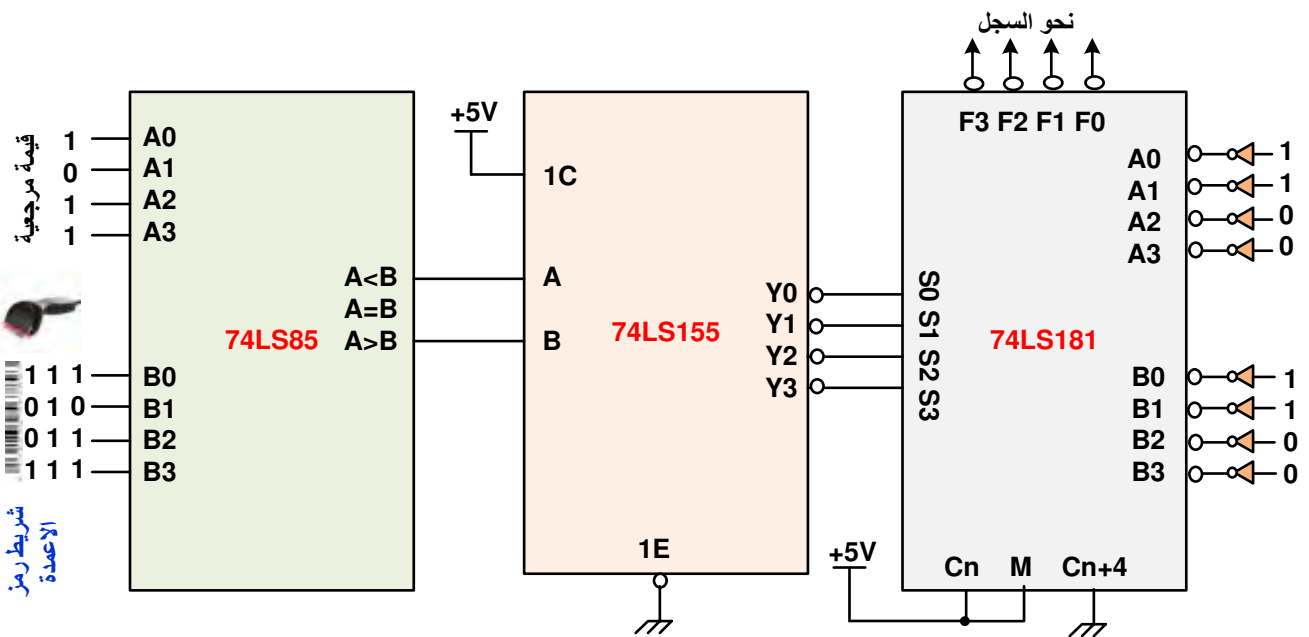 نحو السجل
قيمة مرجعية
1 A0
0 A1
1 A2
1 A3
A<B
A=B
A>B
74LS85
1 1 1 B0
0 1 0 B1
0 1 1 B2
1 1 1 B3
شريط رمز
الاعمدة
+5V
1C
A
B
74LS155
Y0
Y1
Y2
Y3
1E
F3 F2 F1 F0
S0 S1 S2 S3
74LS181
A0 1
A1 1
A2 0
A3 0
B0 1
B1 1
B2 0
B3 0
+5V
Cn M Cn+4